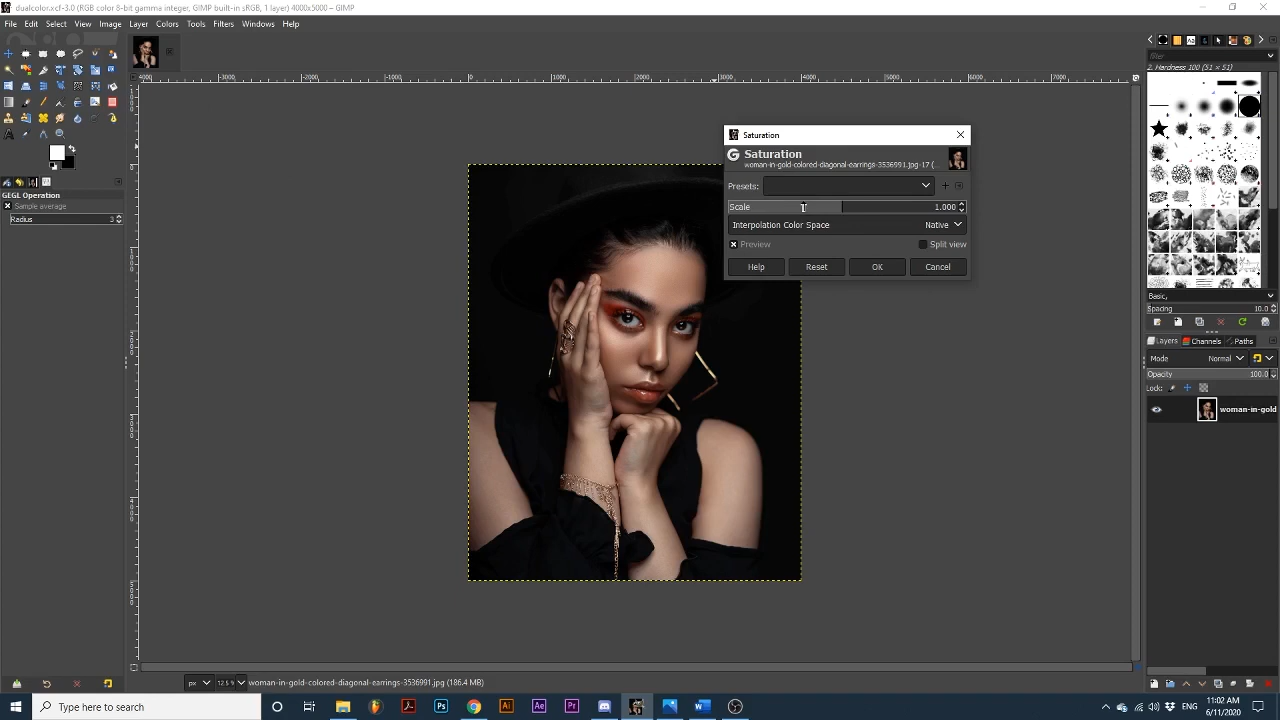 dualcolor.xcf-3.0 (RGB color 8-bit gamma integer, GIMP built-in sRGB, 1 layer) 4000x5000 – GIMP
File Edit Select View Image Layer Colors Tools Filters Windows Help
GEGL Operation
Sample average
Radius 3
Saturation
Saturation
woman-in-gold-colored-diagonal-earrings-3536991.jpg-17 (...
Presets:
Scale 1.000
Interpolation Color Space Native
Preview Split view
Help Reset OK Cancel
filter
2. Hardness 100 (51 × 51)
Basic,
Spacing 10.0
Layers Channels Paths
Mode Normal
Opacity 100.0
Lock:
woman-in-gold
px 12.5% woman-in-gold-colored-diagonal-earrings-3536991.jpg (186.4 MB)
Type here to search
11:02 AM
6/11/2020